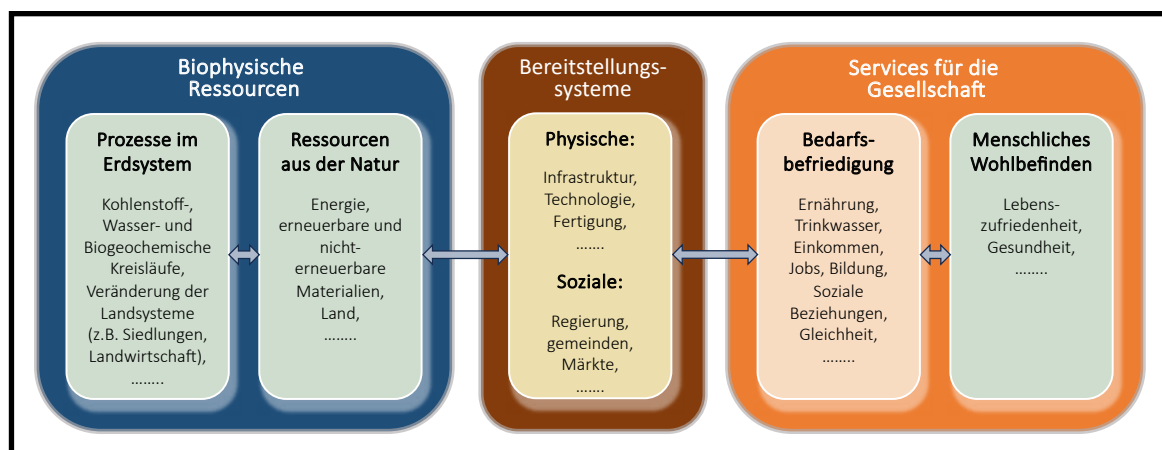 Biophysische
Ressourcen
Prozesse im
Erdsystem
Kohlenstoff-,
Wasser- und
Biogeochemische
Kreisläufe,
Veränderung der
Landsysteme
(z.B. Siedlungen,
Landwirtschaft),
........
Ressourcen
aus der Natur
Energie,
erneuerbare und
nicht-
erneuerbare
Materialien,
Land,
........
Bereitstellungs-
systeme
Physische:
Infrastruktur,
Technologie,
Fertigung,
.......
Soziale:
Regierung,
gemeinden,
Märkte,
.......
Services für die
Gesellschaft
Bedarfs-
befriedigung
Ernährung,
Trinkwasser,
Einkommen,
Jobs, Bildung,
Soziale
Beziehungen,
Gleichheit,
........
Menschliches
Wohlbefinden
Lebens-
zufriedenheit,
Gesundheit,
........